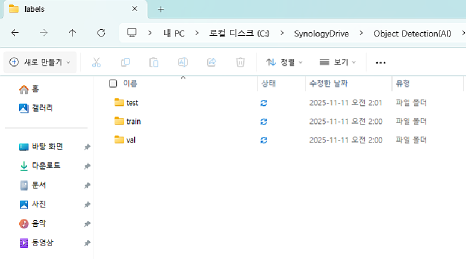 labels
내 PC > 로컬 디스크 (C:) > SynologyDrive > Object Detection(AI) >
새로 만들기 정렬 보기
이름 상태 수정한 날짜 유형
홈
갤러리
test 2025-11-11 오전 2:01 파일 폴더
train 2025-11-11 오전 2:00 파일 폴더
val 2025-11-11 오전 2:00 파일 폴더
바탕 화면
다운로드
문서
사진
음악
동영상